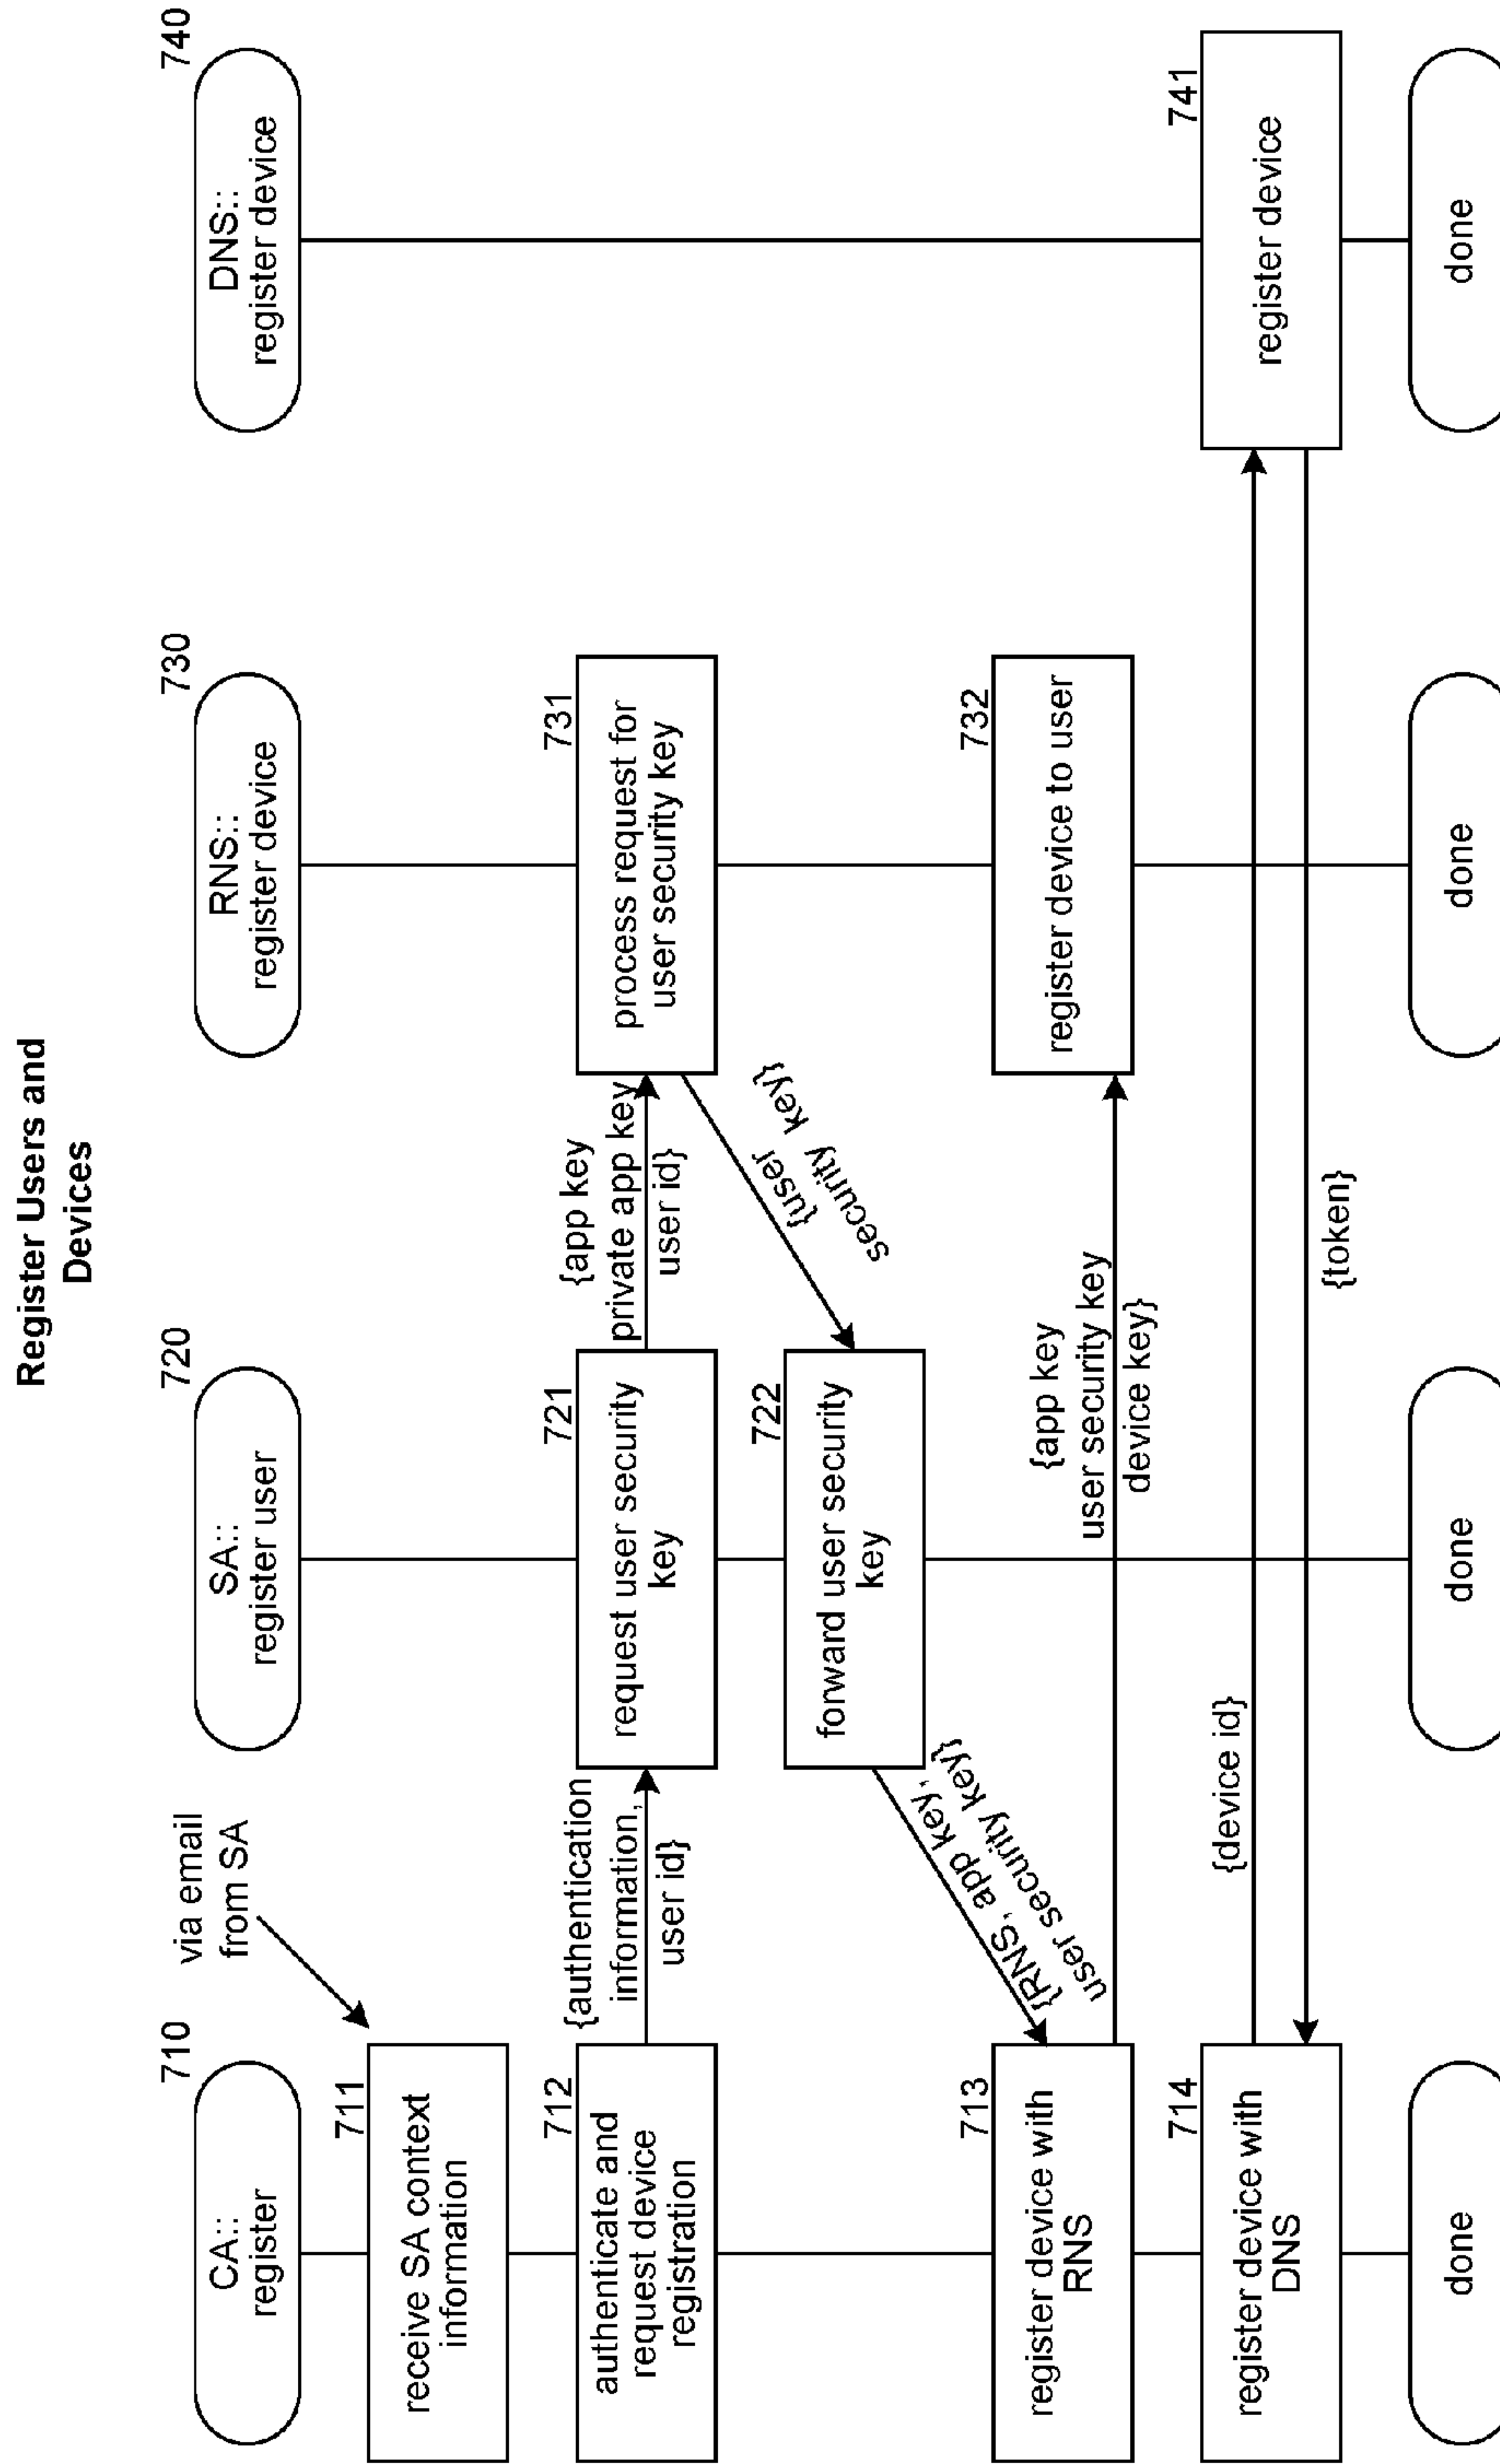 Register Users and
Devices
710
CA::
register
720
SA::
register user
730
RNS::
register device
740
DNS::
register device
via email
from SA
711
receive SA context
information
712
authenticate and
request device
registration
{authentication
information,
user id}
721
request user security
key
{app key
private app key
user id}
731
process request for
user security key
{user
security key}
722
forward user security
key
{RNS, app key,
user security key}
713
register device with
RNS
{app key
user security key
device key}
732
register device to user
714
register device with
DNS
{device id}
{token}
741
register device
done
done
done
done